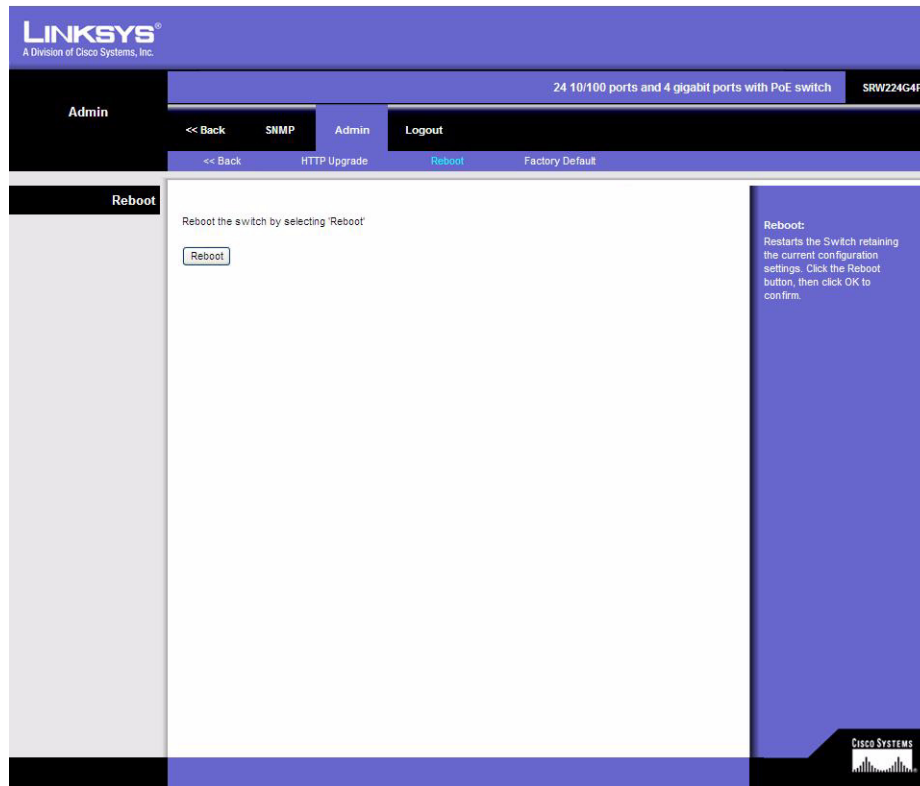 LINKSYS®
A Division of Cisco Systems, Inc.
24 10/100 ports and 4 gigabit ports with PoE switch SRW224G4P
Admin
<< Back SNMP Admin Logout
<< Back HTTP Upgrade Reboot Factory Default
Reboot
Reboot the switch by selecting 'Reboot'
Reboot
Reboot:
Restarts the Switch retaining
the current configuration
settings. Click the Reboot
button, then click OK to
confirm.
CISCO SYSTEMS